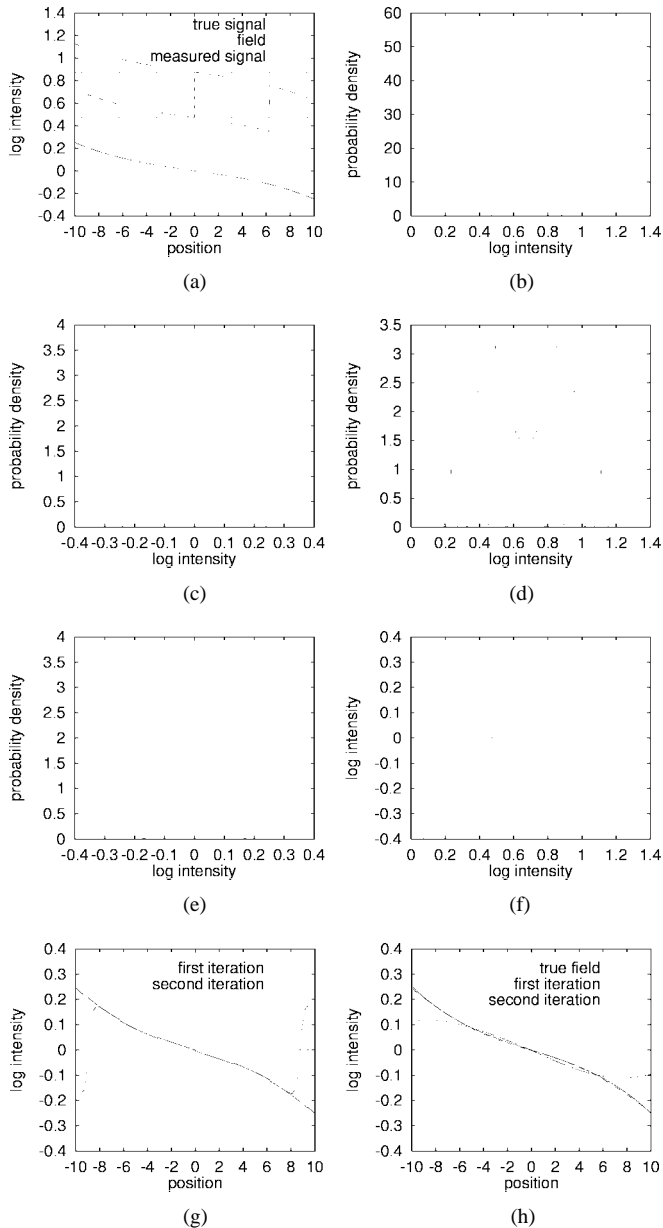 true signal
field
measured signal
1.4
1.2
1
0.8
0.6
0.4
0.2
0
-0.2
-0.4
log intensity
-10 -8 -6 -4 -2 0 2 4 6 8 10
position
(a)
60
50
40
30
20
10
0
probability density
0 0.2 0.4 0.6 0.8 1 1.2 1.4
log intensity
(b)
4
3.5
3
2.5
2
1.5
1
0.5
0
probability density
-0.4 -0.3 -0.2 -0.1 0 0.1 0.2 0.3 0.4
log intensity
(c)
3.5
3
2.5
2
1.5
1
0.5
0
probability density
0 0.2 0.4 0.6 0.8 1 1.2 1.4
log intensity
(d)
4
3.5
3
2.5
2
1.5
1
0.5
0
probability density
-0.4 -0.3 -0.2 -0.1 0 0.1 0.2 0.3 0.4
log intensity
(e)
0.4
0.3
0.2
0.1
0
-0.1
-0.2
-0.3
-0.4
log intensity
0 0.2 0.4 0.6 0.8 1 1.2 1.4
log intensity
(f)
first iteration
second iteration
0.4
0.3
0.2
0.1
0
-0.1
-0.2
-0.3
-0.4
log intensity
-10 -8 -6 -4 -2 0 2 4 6 8 10
position
(g)
true field
first iteration
second iteration
0.4
0.3
0.2
0.1
0
-0.1
-0.2
-0.3
-0.4
log intensity
-10 -8 -6 -4 -2 0 2 4 6 8 10
position
(h)